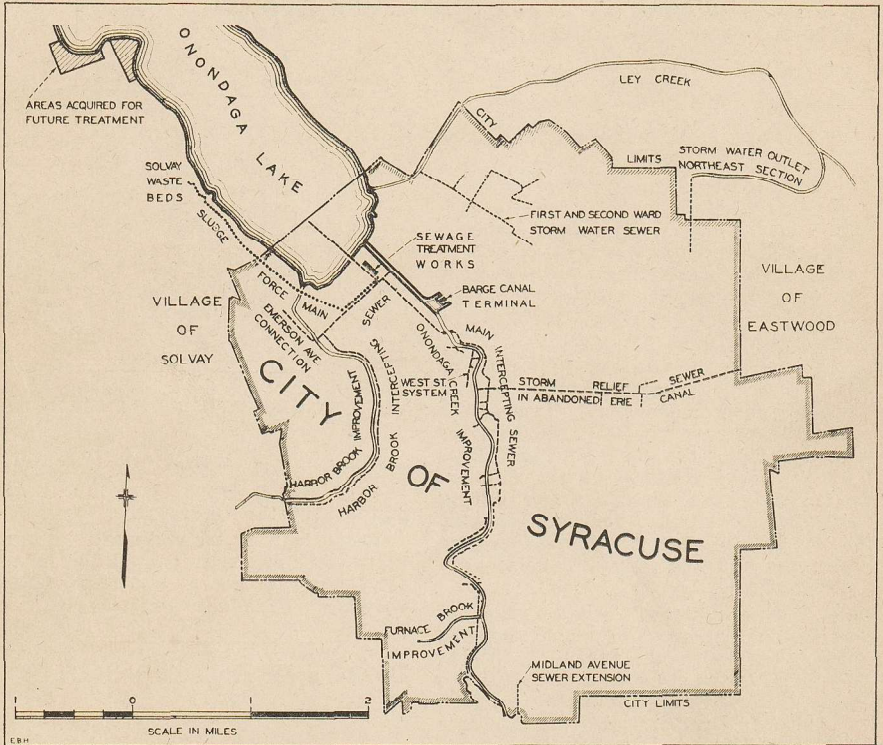 ONONDAGA LAKE
LEY CREEK
AREAS ACQUIRED FOR
FUTURE TREATMENT
CITY
LIMITS
STORM WATER OUTLET
NORTHEAST SECTION
SOLVAY
WASTE
BEDS
SLUDGE
FORCE MAIN
FIRST AND SECOND WARD
STORM WATER SEWER
SEWAGE
TREATMENT
WORKS
BARGE CANAL
TERMINAL
VILLAGE
OF
EASTWOOD
VILLAGE
OF
SOLVAY
EMERSON AVE
CONNECTION
HARBOR BROOK INTERCEPTING SEWER
HARBOR BROOK IMPROVEMENT
MAIN INTERCEPTING SEWER
ONONDAGA CREEK IMPROVEMENT
WEST ST.
SYSTEM
STORM RELIEF SEWER
IN ABANDONED ERIE CANAL
CITY
OF
SYRACUSE
FURNACE BROOK
IMPROVEMENT
MIDLAND AVENUE
SEWER EXTENSION
CITY LIMITS
1 0 1 2
SCALE IN MILES
EBH